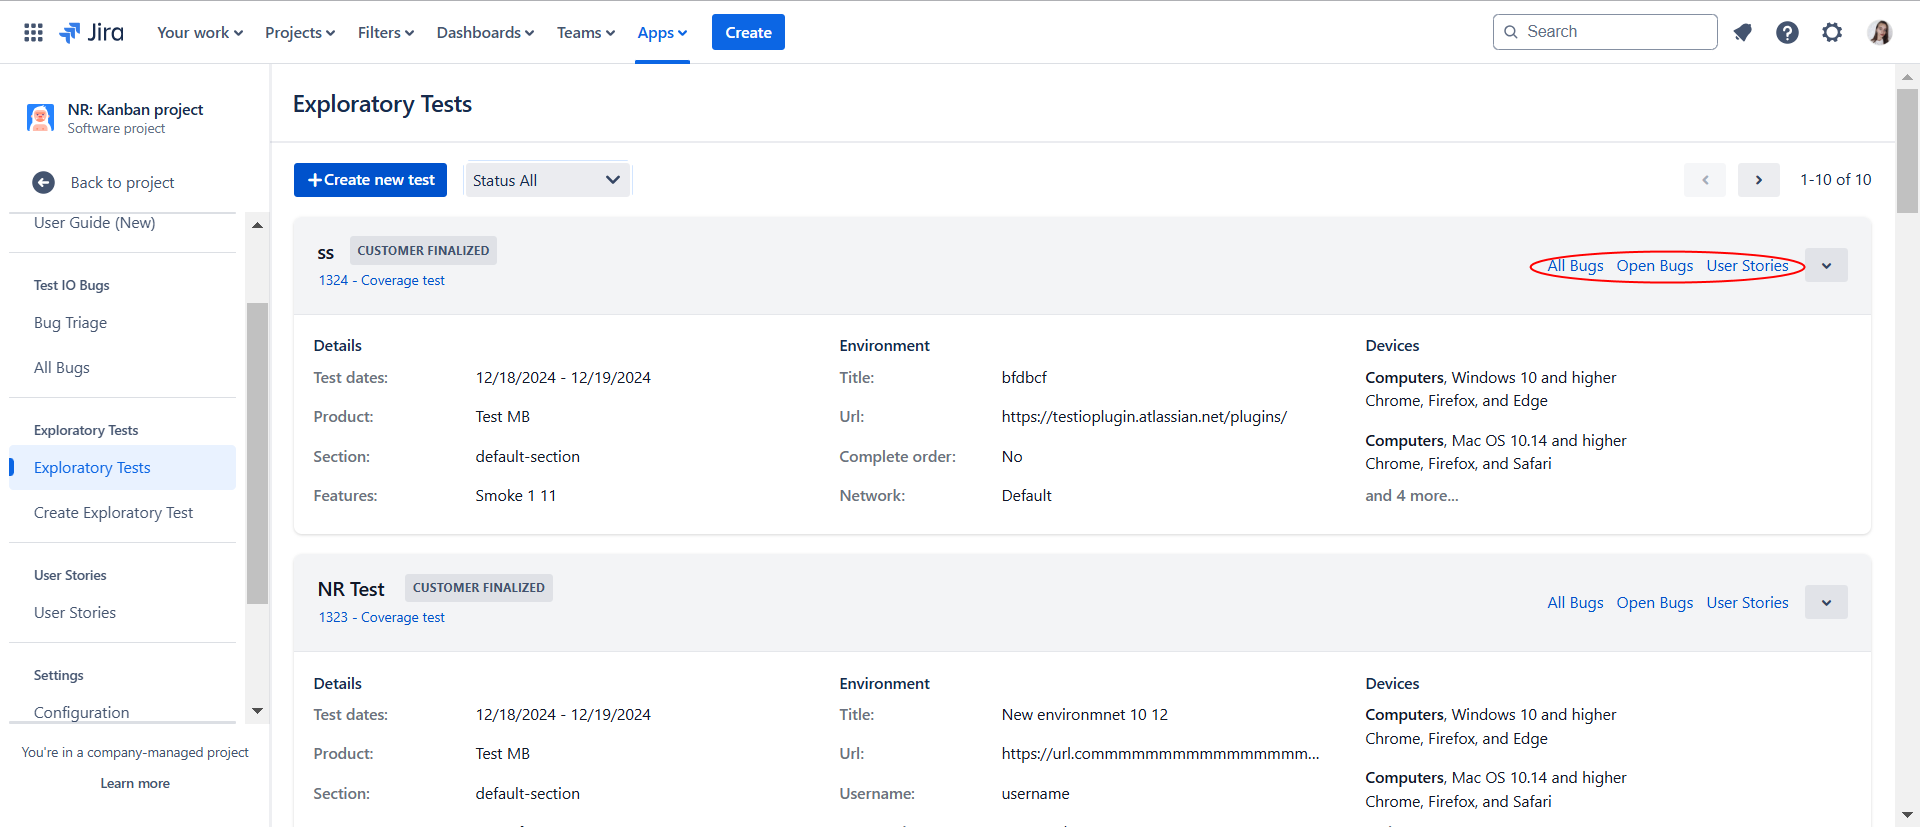 Jira Your work Projects Filters Dashboards Teams Apps Create Search
NR: Kanban project
Software project
Back to project
User Guide (New)
Test IO Bugs
Bug Triage
All Bugs
Exploratory Tests
Exploratory Tests
Create Exploratory Test
User Stories
User Stories
Settings
Configuration
You're in a company-managed project
Learn more
Exploratory Tests
+Create new test Status All 1-10 of 10
ss CUSTOMER FINALIZED
1324 - Coverage test
All Bugs Open Bugs User Stories
Details
Test dates: 12/18/2024 - 12/19/2024
Product: Test MB
Section: default-section
Features: Smoke 1 11
Environment
Title: bfdbcf
Url: https://testioplugin.atlassian.net/plugins/
Complete order: No
Network: Default
Devices
Computers, Windows 10 and higher
Chrome, Firefox, and Edge
Computers, Mac OS 10.14 and higher
Chrome, Firefox, and Safari
and 4 more...
NR Test CUSTOMER FINALIZED
1323 - Coverage test
All Bugs Open Bugs User Stories
Details
Test dates: 12/18/2024 - 12/19/2024
Product: Test MB
Section: default-section
Environment
Title: New environmnet 10 12
Url: https://url.commmmmmmmmmmmmmmm...
Username: username
Devices
Computers, Windows 10 and higher
Chrome, Firefox, and Edge
Computers, Mac OS 10.14 and higher
Chrome, Firefox, and Safari